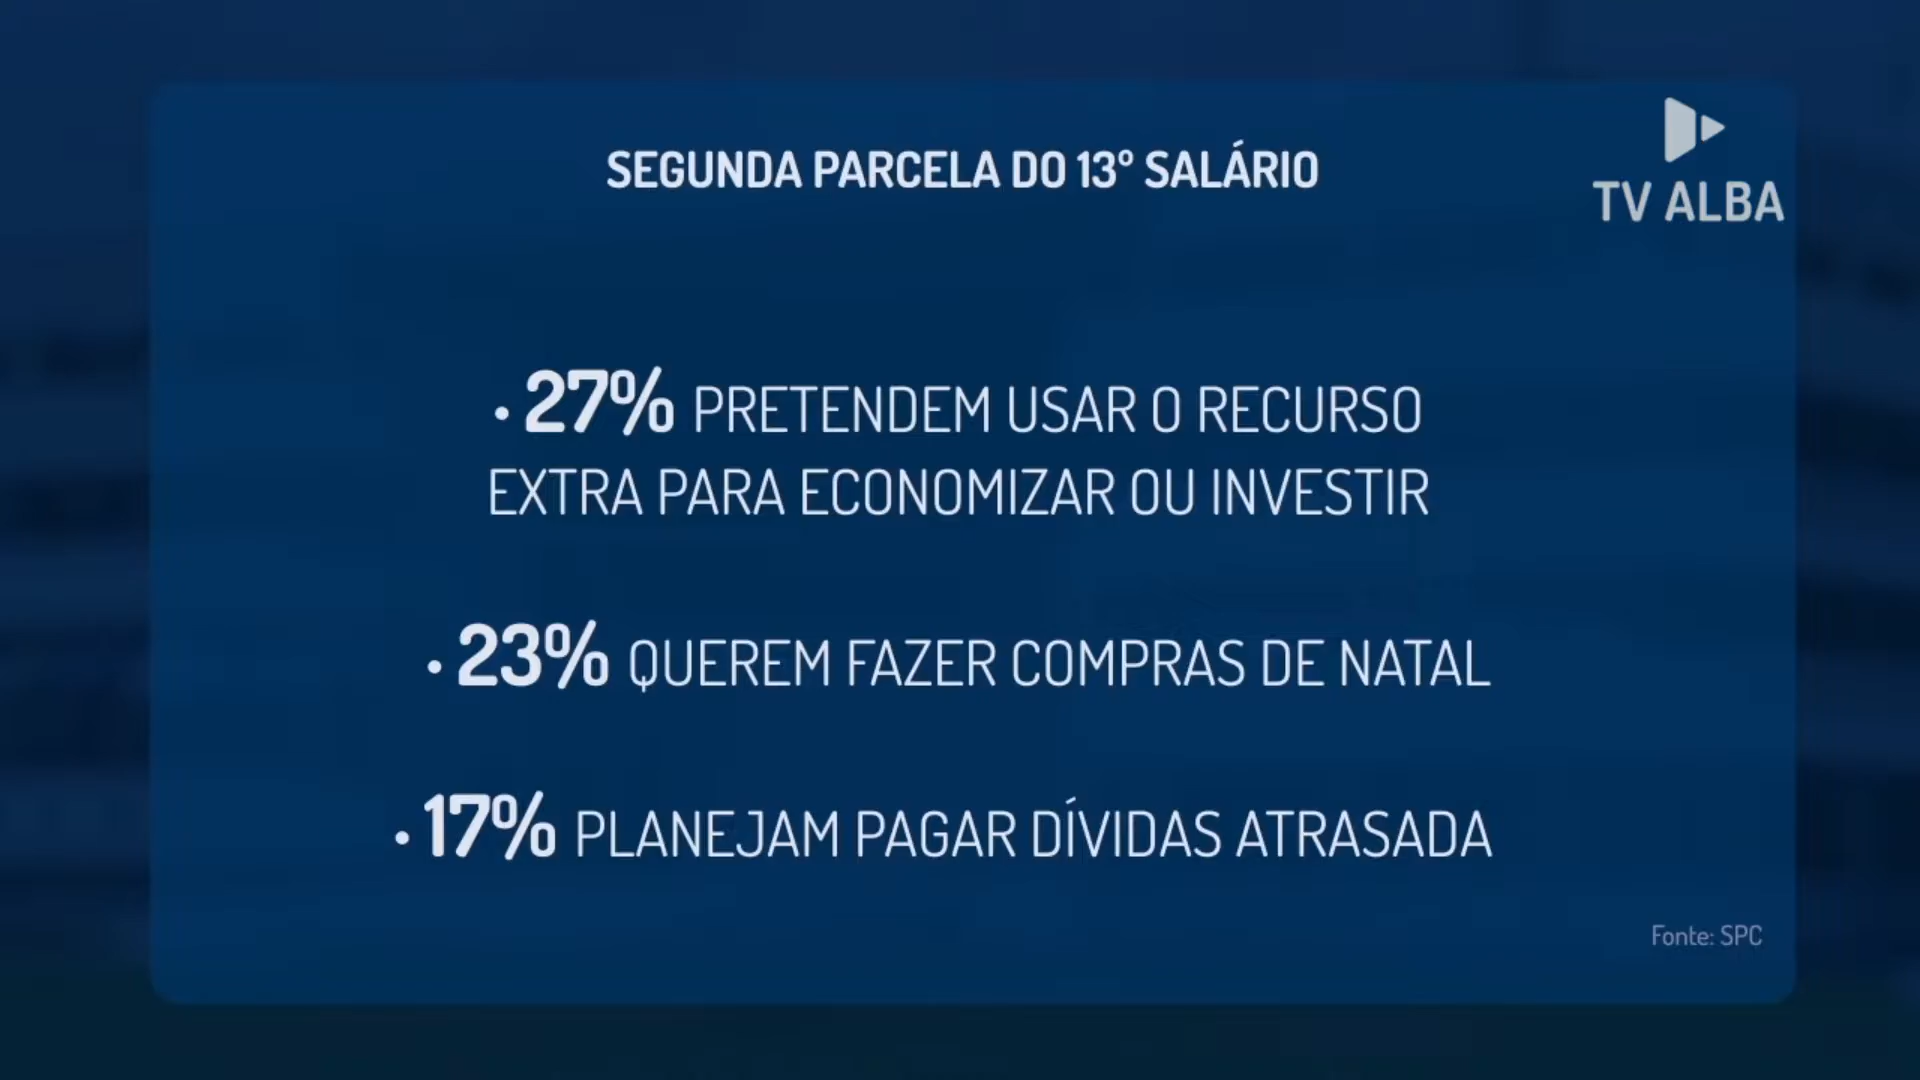 SEGUNDA PARCELA DO 13º SALÁRIO
TV ALBA
• 27% PRETENDEM USAR O RECURSO
EXTRA PARA ECONOMIZAR OU INVESTIR
• 23% QUEREM FAZER COMPRAS DE NATAL
• 17% PLANEJAM PAGAR DÍVIDAS ATRASADA
Fonte: SPC